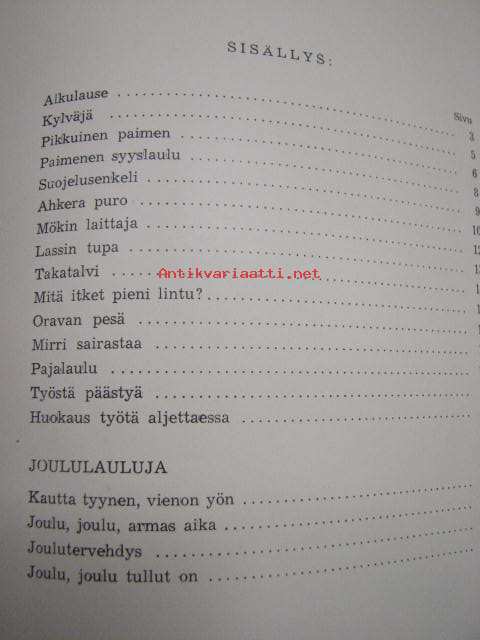 SISÄLLYS:
Sivu
Alkulause 3
Kylväjä 5
Pikkuinen paimen 6
Paimenen syyslaulu 8
Suojelusenkeli 9
Ahkera puro
Mökin laittaja
Lassin tupa
Takatalvi
Antikvariaatti.net
Mitä itket pieni lintu?
Oravan pesä
Mirri sairastaa
Pajalaulu
Työstä päästyä
Huokaus työtä aljettaessa
JOULULAULUJA
Kautta tyynen, vienon yön
Joulu, joulu, armas aika
Joulutervehdys
Joulu, joulu tullut on